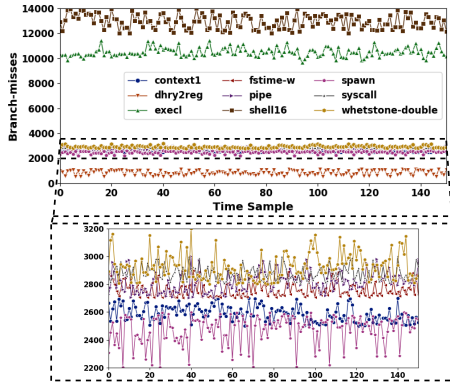 14000
12000
10000
8000
6000
4000
2000
0
Branch-misses
context1 fstime-w spawn
dhry2reg pipe syscall
execl shell16 whetstone-double
0 20 40 60 80 100 120 140
Time Sample
3200
3000
2800
2600
2400
2200
0 20 40 60 80 100 120 140